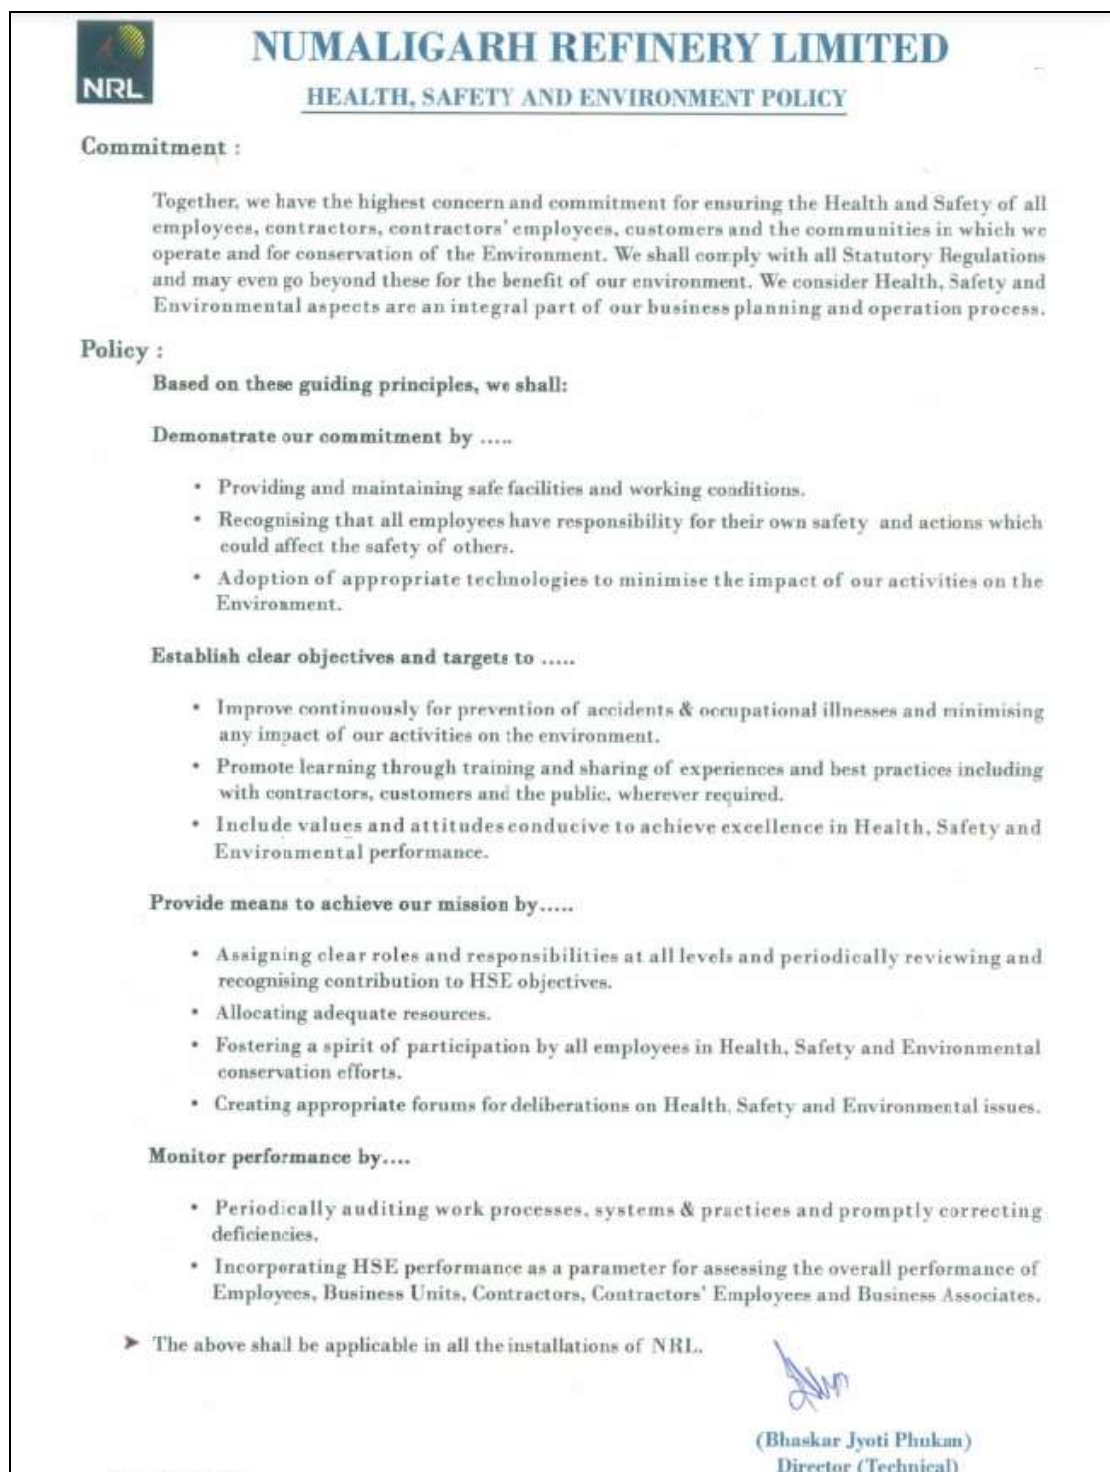 NRL
NUMALIGARH REFINERY LIMITED
HEALTH, SAFETY AND ENVIRONMENT POLICY
Commitment :
Together, we have the highest concern and commitment for ensuring the Health and Safety of all
employees, contractors, contractors' employees, customers and the communities in which we
operate and for conservation of the Environment. We shall comply with all Statutory Regulations
and may even go beyond these for the benefit of our environment. We consider Health, Safety and
Environmental aspects are an integral part of our business planning and operation process.
Policy :
Based on these guiding principles, we shall:
Demonstrate our commitment by .....
• Providing and maintaining safe facilities and working conditions.
• Recognising that all employees have responsibility for their own safety and actions which
could affect the safety of others.
• Adoption of appropriate technologies to minimise the impact of our activities on the
Environment.
Establish clear objectives and targets to .....
• Improve continuously for prevention of accidents & occupational illnesses and minimising
any impact of our activities on the environment.
• Promote learning through training and sharing of experiences and best practices including
with contractors, customers and the public, wherever required.
• Include values and attitudes conducive to achieve excellence in Health, Safety and
Environmental performance.
Provide means to achieve our mission by.....
• Assigning clear roles and responsibilities at all levels and periodically reviewing and
recognising contribution to HSE objectives.
• Allocating adequate resources.
• Fostering a spirit of participation by all employees in Health, Safety and Environmental
conservation efforts.
• Creating appropriate forums for deliberations on Health, Safety and Environmental issues.
Monitor performance by....
• Periodically auditing work processes, systems & practices and promptly correcting
deficiencies.
• Incorporating HSE performance as a parameter for assessing the overall performance of
Employees, Business Units, Contractors, Contractors' Employees and Business Associates.
➤ The above shall be applicable in all the installations of NRL.
(Bhaskar Jyoti Phukan)
Director (Technical)